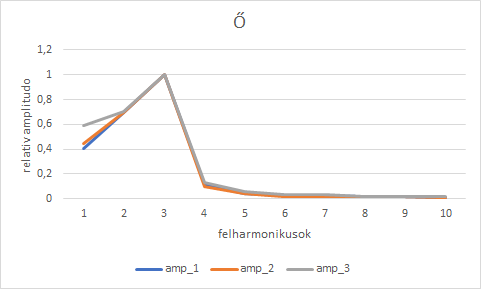 Ő
relatív amplitudo
1,2
1
0,8
0,6
0,4
0,2
0
1 2 3 4 5 6 7 8 9 10
felharmonikusok
amp_1 amp_2 amp_3